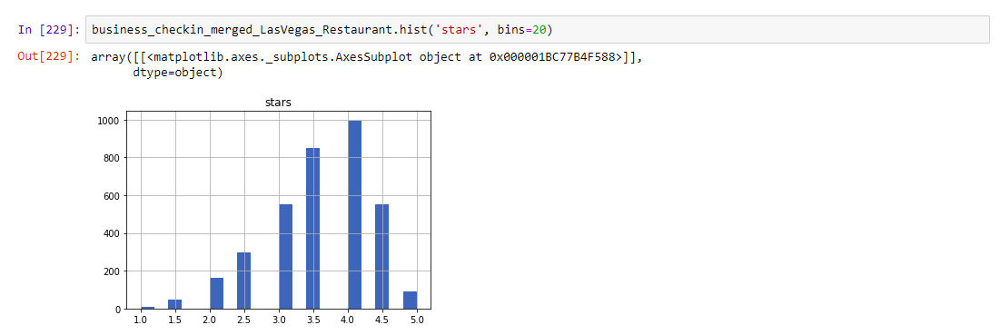 In [229]: business_checkin_merged_LasVegas_Restaurant.hist('stars', bins=20)
Out[229]: array([[<matplotlib.axes._subplots.AxesSubplot object at 0x000001BC77B4F588>]],
dtype=object)
stars
1000
800
600
400
200
0
1.0 1.5 2.0 2.5 3.0 3.5 4.0 4.5 5.0